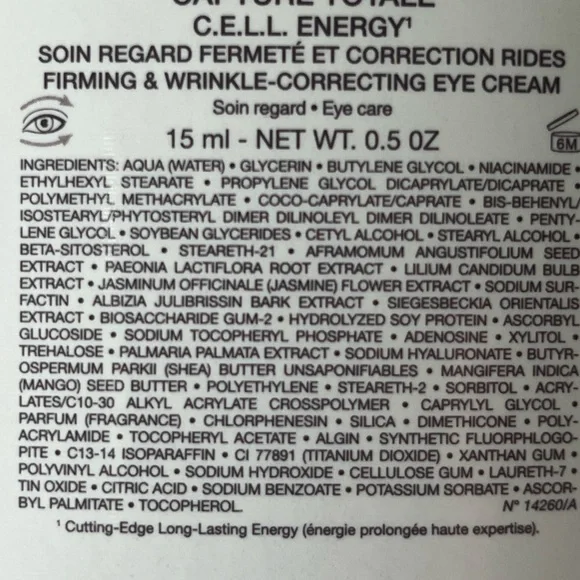 CAPTURE TOTALE
C.E.L.L. ENERGY¹
SOIN REGARD FERMETÉ ET CORRECTION RIDES
FIRMING & WRINKLE-CORRECTING EYE CREAM
Soin regard • Eye care
15 ml - NET WT. 0.5 OZ
6M
INGREDIENTS: AQUA (WATER) • GLYCERIN • BUTYLENE GLYCOL • NIACINAMIDE •
ETHYLHEXYL STEARATE • PROPYLENE GLYCOL DICAPRYLATE/DICAPRATE •
POLYMETHYL METHACRYLATE • COCO-CAPRYLATE/CAPRATE • BIS-BEHENYL/
ISOSTEARYL/PHYTOSTERYL DIMER DILINOLEYL DIMER DILINOLEATE • PENTY-
LENE GLYCOL • SOYBEAN GLYCERIDES • CETYL ALCOHOL • STEARYL ALCOHOL •
BETA-SITOSTEROL • STEARETH-21 • AFRAMOMUM ANGUSTIFOLIUM SEED
EXTRACT • PAEONIA LACTIFLORA ROOT EXTRACT • LILIUM CANDIDUM BULB
EXTRACT • JASMINUM OFFICINALE (JASMINE) FLOWER EXTRACT • SODIUM SUR-
FACTIN • ALBIZIA JULIBRISSIN BARK EXTRACT • SIEGESBECKIA ORIENTALIS
EXTRACT • BIOSACCHARIDE GUM-2 • HYDROLYZED SOY PROTEIN • ASCORBYL
GLUCOSIDE • SODIUM TOCOPHERYL PHOSPHATE • ADENOSINE • XYLITOL •
TREHALOSE • PALMARIA PALMATA EXTRACT • SODIUM HYALURONATE • BUTYR-
OSPERMUM PARKII (SHEA) BUTTER UNSAPONIFIABLES • MANGIFERA INDICA
(MANGO) SEED BUTTER • POLYETHYLENE • STEARETH-2 • SORBITOL • ACRY-
LATES/C10-30 ALKYL ACRYLATE CROSSPOLYMER • CAPRYLYL GLYCOL •
PARFUM (FRAGRANCE) • CHLORPHENESIN • SILICA • DIMETHICONE • POLY-
ACRYLAMIDE • TOCOPHERYL ACETATE • ALGIN • SYNTHETIC FLUORPHLOGO-
PITE • C13-14 ISOPARAFFIN • CI 77891 (TITANIUM DIOXIDE) • XANTHAN GUM •
POLYVINYL ALCOHOL • SODIUM HYDROXIDE • CELLULOSE GUM • LAURETH-7 •
TIN OXIDE • CITRIC ACID • SODIUM BENZOATE • POTASSIUM SORBATE • ASCOR-
BYL PALMITATE • TOCOPHEROL. N° 14260/A
¹ Cutting-Edge Long-Lasting Energy (énergie prolongée haute expertise).